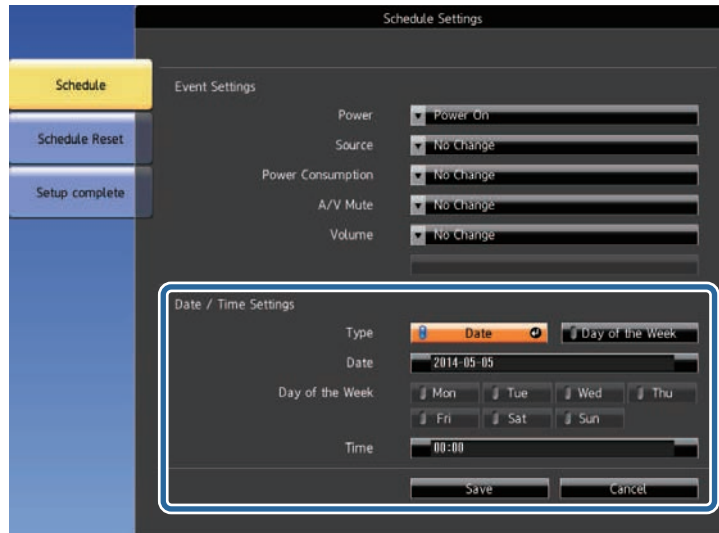 Schedule Settings
Schedule
Schedule Reset
Setup complete
Event Settings
Power Power On
Source No Change
Power Consumption No Change
A/V Mute No Change
Volume No Change
Date / Time Settings
Type Date Day of the Week
Date 2014-05-05
Day of the Week Mon Tue Wed Thu
Fri Sat Sun
Time 00:00
Save Cancel